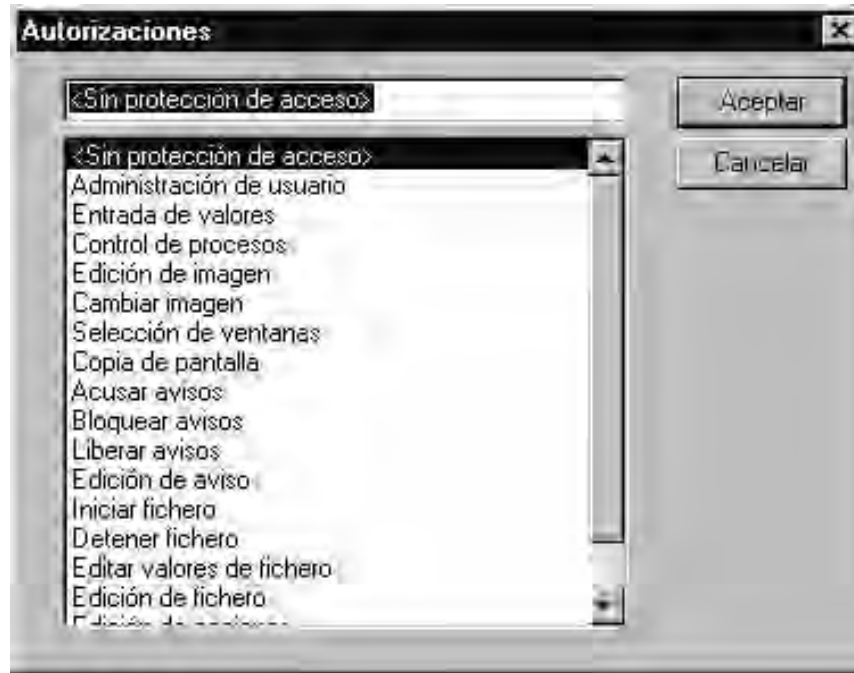 Autorizaciones
<Sin protección de acceso>
Aceptar
<Sin protección de acceso>
Cancelar
Administración de usuario
Entrada de valores
Control de procesos
Edición de imagen
Cambiar imagen
Selección de ventanas
Copia de pantalla
Acusar avisos
Bloquear avisos
Liberar avisos
Edición de aviso
Iniciar fichero
Detener fichero
Editar valores de fichero
Edición de fichero